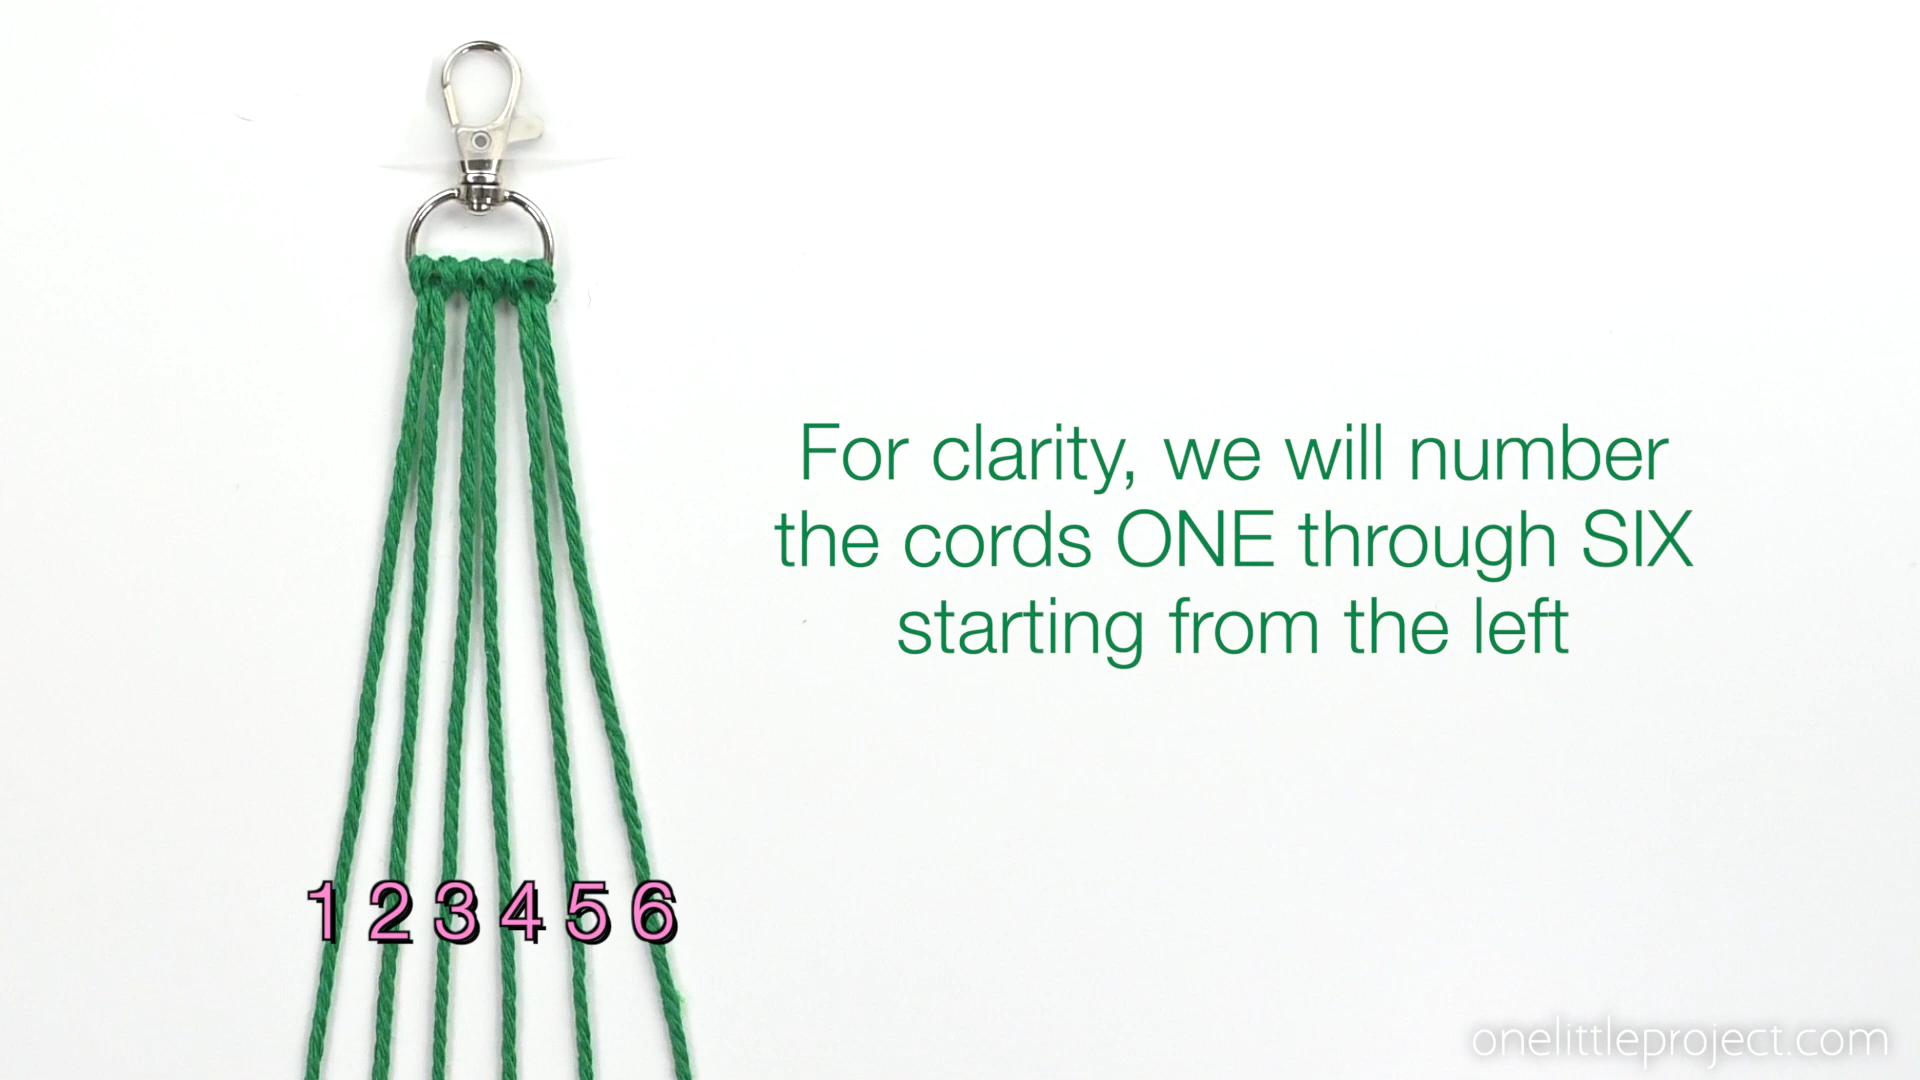 For clarity, we will number
the cords ONE through SIX
starting from the left
1 2 3 4 5 6
onelittleproject.com